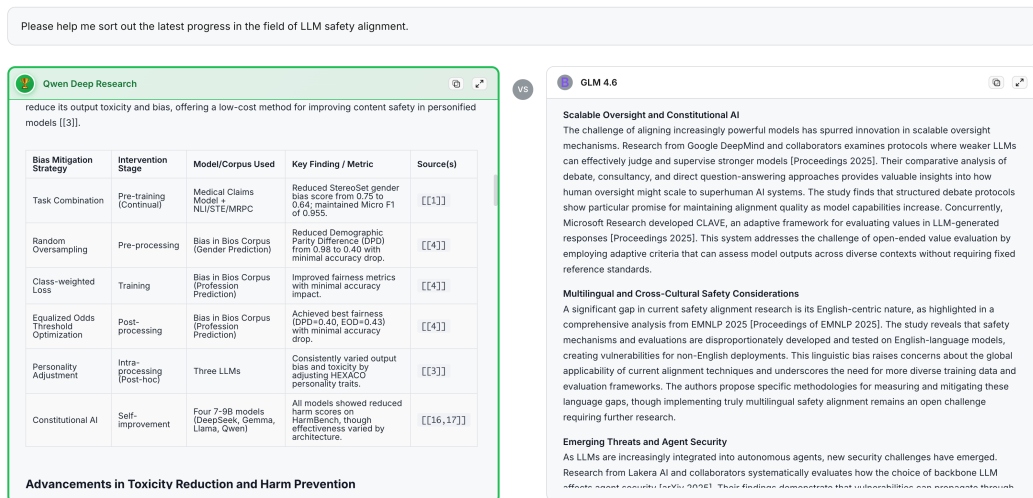 Please help me sort out the latest progress in the field of LLM safety alignment.
Qwen Deep Research
reduce its output toxicity and bias, offering a low-cost method for improving content safety in personified
models [[3]].
Bias Mitigation
Strategy
Intervention
Stage
Model/Corpus Used
Key Finding / Metric
Source(s)
Task Combination
Pre-training
(Continual)
Medical Claims
Model +
NLI/STE/MRPC
Reduced StereoSet gender
bias score from 0.75 to
0.64; maintained Micro F1
of 0.955.
[[1]]
Random
Oversampling
Pre-processing
Bias in Bios Corpus
(Gender Prediction)
Reduced Demographic
Parity Difference (DPD)
from 0.98 to 0.40 with
minimal accuracy drop.
[[4]]
Class-weighted
Loss
Training
Bias in Bios Corpus
(Profession
Prediction)
Improved fairness metrics
with minimal accuracy
impact.
[[4]]
Equalized Odds
Threshold
Optimization
Post-
processing
Bias in Bios Corpus
(Profession
Prediction)
Achieved best fairness
(DPD=0.40, EOD=0.43)
with minimal accuracy
drop.
[[4]]
Personality
Adjustment
Intra-
processing
(Post-hoc)
Three LLMs
Consistently varied output
bias and toxicity by
adjusting HEXACO
personality traits.
[[3]]
Constitutional AI
Self-
improvement
Four 7-9B models
(DeepSeek, Gemma,
Llama, Qwen)
All models showed reduced
harm scores on
HarmBench, though
effectiveness varied by
architecture.
[[16,17]]
Advancements in Toxicity Reduction and Harm Prevention
VS
B
GLM 4.6
Scalable Oversight and Constitutional AI
The challenge of aligning increasingly powerful models has spurred innovation in scalable oversight
mechanisms. Research from Google DeepMind and collaborators examines protocols where weaker LLMs
can effectively judge and supervise stronger models [Proceedings 2025]. Their comparative analysis of
debate, consultancy, and direct question-answering approaches provides valuable insights into how
human oversight might scale to superhuman AI systems. The study finds that structured debate protocols
show particular promise for maintaining alignment quality as model capabilities increase. Concurrently,
Microsoft Research developed CLAVE, an adaptive framework for evaluating values in LLM-generated
responses [Proceedings 2025]. This system addresses the challenge of open-ended value evaluation by
employing adaptive criteria that can assess model outputs across diverse contexts without requiring fixed
reference standards.
Multilingual and Cross-Cultural Safety Considerations
A significant gap in current safety alignment research is its English-centric nature, as highlighted in a
comprehensive analysis from EMNLP 2025 [Proceedings of EMNLP 2025]. The study reveals that safety
mechanisms and evaluations are disproportionately developed and tested on English-language models,
creating vulnerabilities for non-English deployments. This linguistic bias raises concerns about the global
applicability of current alignment techniques and underscores the need for more diverse training data and
evaluation frameworks. The authors propose specific methodologies for measuring and mitigating these
language gaps, though implementing truly multilingual safety alignment remains an open challenge
requiring further research.
Emerging Threats and Agent Security
As LLMs are increasingly integrated into autonomous agents, new security challenges have emerged.
Research from Lakera AI and collaborators systematically evaluates how the choice of backbone LLM
affects agent security [arXiv 2025]. Their findings demonstrate that vulnerabilities can propagate through